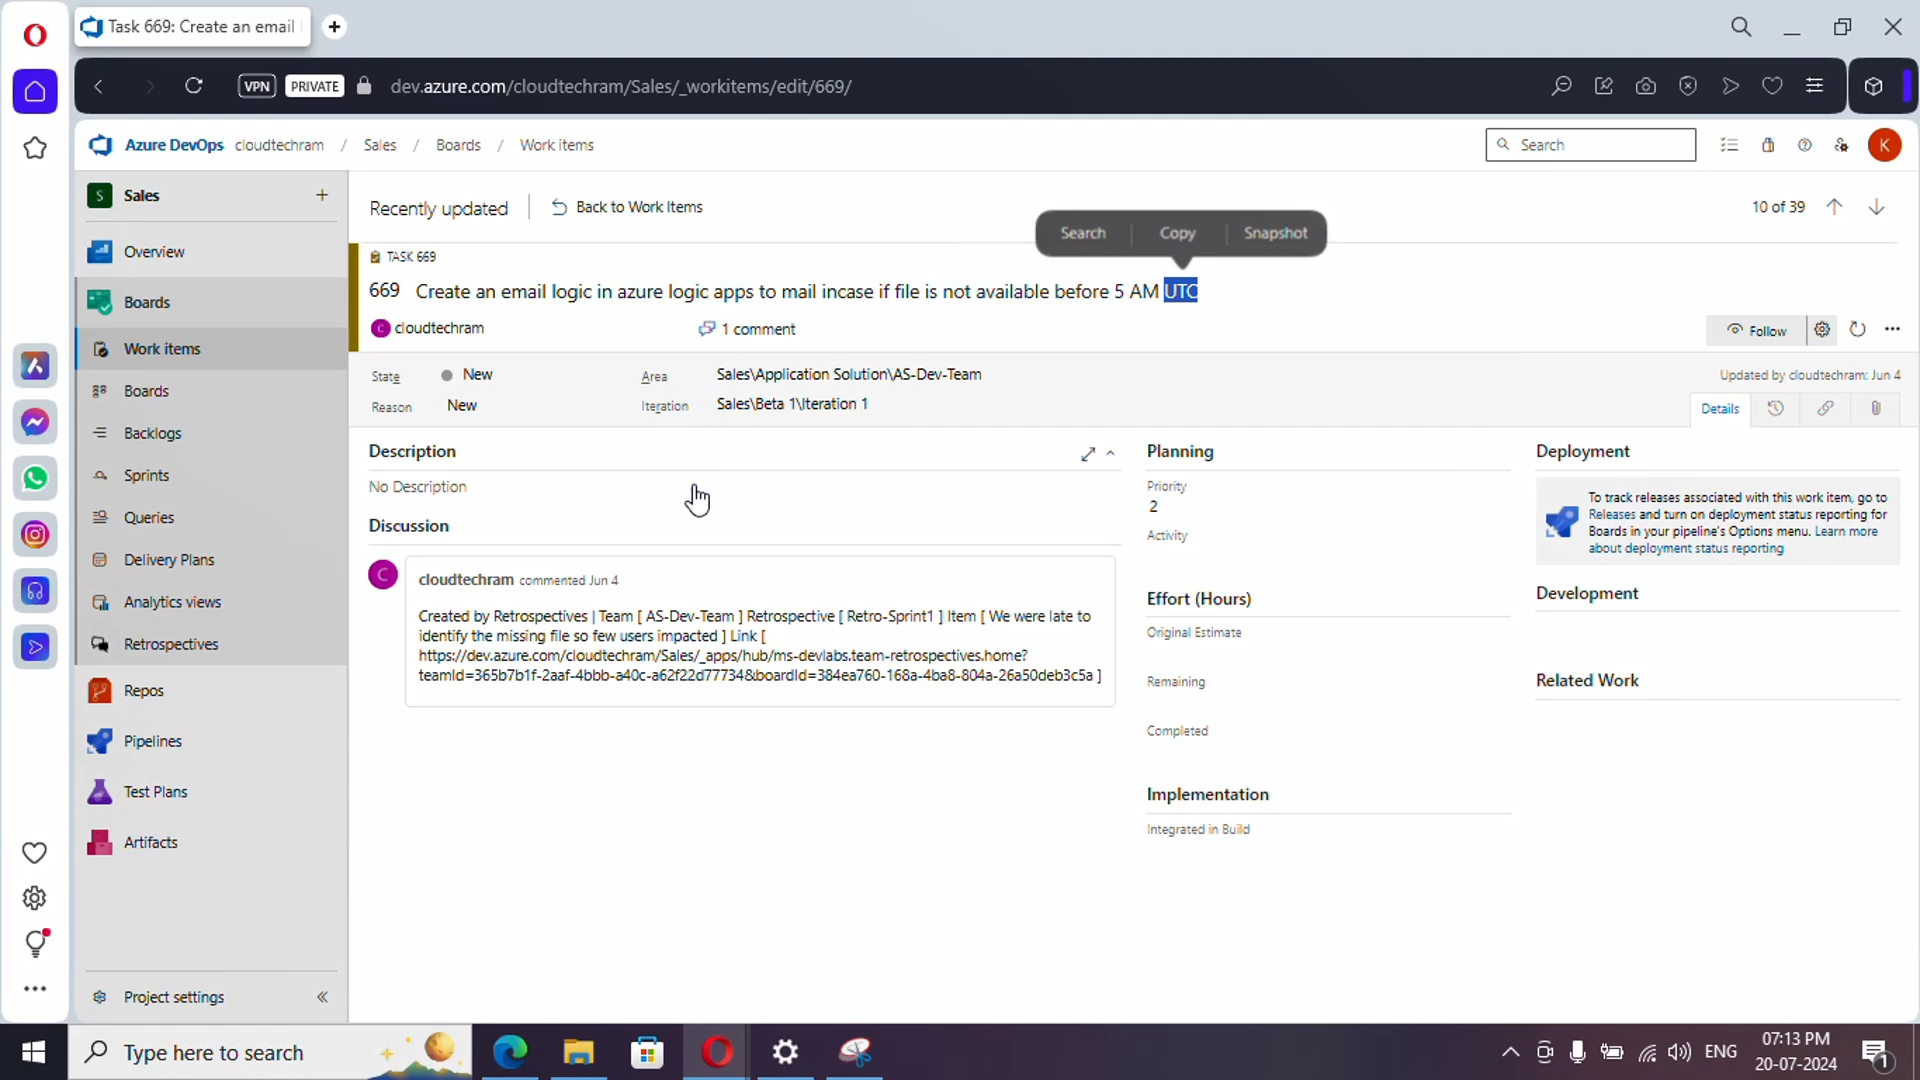 Task 669: Create an email
VPN PRIVATE dev.azure.com/cloudtechram/Sales/_workitems/edit/669/
Azure DevOps cloudtechram / Sales / Boards / Work items
Search
K
S Sales
Overview
Boards
Work items
Boards
Backlogs
Sprints
Queries
Delivery Plans
Analytics views
Retrospectives
Repos
Pipelines
Test Plans
Artifacts
Project settings
Recently updated
Back to Work Items
10 of 39
Search Copy Snapshot
TASK 669
669 Create an email logic in azure logic apps to mail incase if file is not available before 5 AM UTC
C cloudtechram
1 comment
Follow
State New
Area Sales\Application Solution\AS-Dev-Team
Updated by cloudtechram: Jun 4
Reason New
Iteration Sales\Beta 1\Iteration 1
Details
Description
No Description
Discussion
C
cloudtechram commented Jun 4
Created by Retrospectives | Team [ AS-Dev-Team ] Retrospective [ Retro-Sprint1 ] Item [ We were late to
identify the missing file so few users impacted ] Link [
https://dev.azure.com/cloudtechram/Sales/_apps/hub/ms-devlabs.team-retrospectives.home?
teamId=365b7b1f-2aaf-4bbb-a40c-a62f22d77734&boardId=384ea760-168a-4ba8-804a-26a50deb3c5a ]
Planning
Priority
2
Activity
Effort (Hours)
Original Estimate
Remaining
Completed
Implementation
Integrated in Build
Deployment
To track releases associated with this work item, go to
Releases and turn on deployment status reporting for
Boards in your pipeline's Options menu. Learn more
about deployment status reporting
Development
Related Work
Type here to search
ENG
07:13 PM
20-07-2024
1